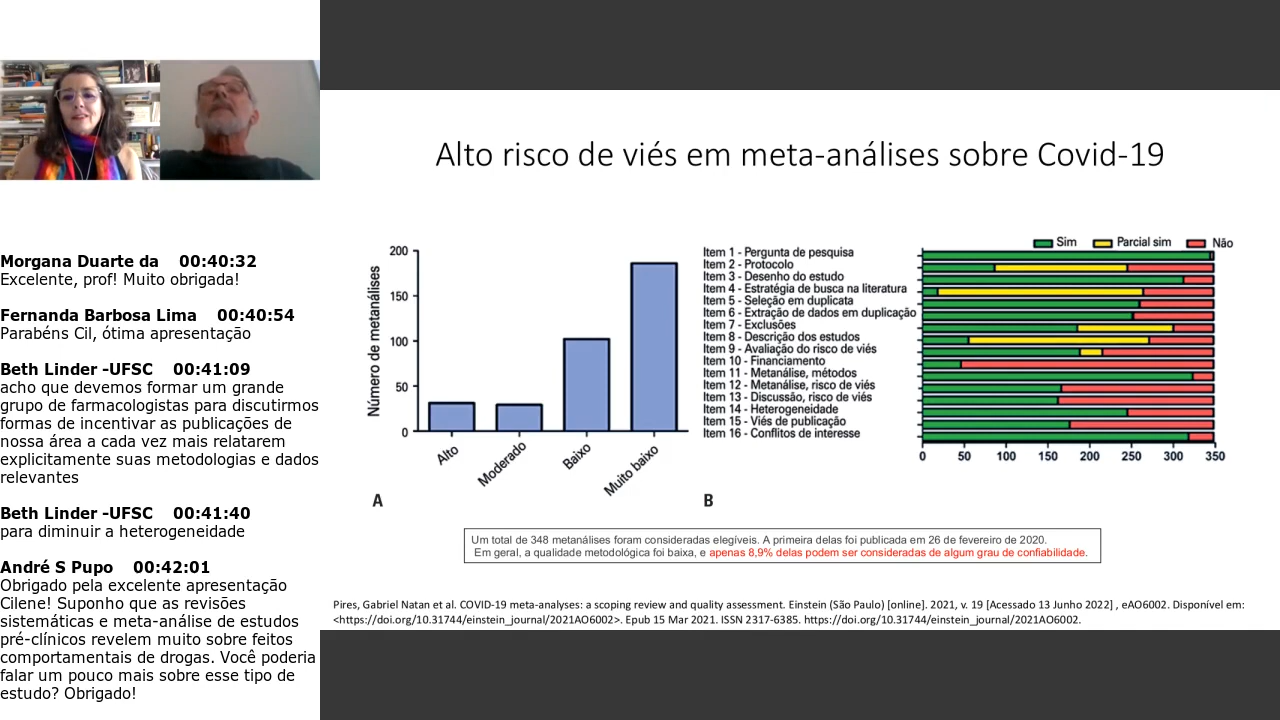 Morgana Duarte da 00:40:32
Excelente, prof! Muito obrigada!
Fernanda Barbosa Lima 00:40:54
Parabéns Cil, ótima apresentação
Beth Linder -UFSC 00:41:09
acho que devemos formar um grande
grupo de farmacologistas para discutirmos
formas de incentivar as publicações de
nossa área a cada vez mais relatarem
explicitamente suas metodologias e dados
relevantes
Beth Linder -UFSC 00:41:40
para diminuir a heterogeneidade
André S Pupo 00:42:01
Obrigado pela excelente apresentação
Cilene! Suponho que as revisões
sistemáticas e meta-análise de estudos
pré-clínicos revelem muito sobre feitos
comportamentais de drogas. Você poderia
falar um pouco mais sobre esse tipo de
estudo? Obrigado!
Alto risco de viés em meta-análises sobre Covid-19
Número de metanálises
200
150
100
50
0
Alto
Moderado
Baixo
Muito baixo
A
Sim
Parcial sim
Não
Item 1 - Pergunta de pesquisa
Item 2 - Protocolo
Item 3 - Desenho do estudo
Item 4 - Estratégia de busca na literatura
Item 5 - Seleção em duplicata
Item 6 - Extração de dados em duplicação
Item 7 - Exclusões
Item 8 - Descrição dos estudos
Item 9 - Avaliação do risco de viés
Item 10 - Financiamento
Item 11 - Metanálise, métodos
Item 12 - Metanálise, risco de viés
Item 13 - Discussão, risco de viés
Item 14 - Heterogeneidade
Item 15 - Viés de publicação
Item 16 - Conflitos de interesse
0 50 100 150 200 250 300 350
B
Um total de 348 metanálises foram consideradas elegíveis. A primeira delas foi publicada em 26 de fevereiro de 2020.
Em geral, a qualidade metodológica foi baixa, e apenas 8,9% delas podem ser consideradas de algum grau de confiabilidade.
Pires, Gabriel Natan et al. COVID-19 meta-analyses: a scoping review and quality assessment. Einstein (São Paulo) [online]. 2021, v. 19 [Acessado 13 Junho 2022] , eAO6002. Disponível em:
<https://doi.org/10.31744/einstein_journal/2021AO6002>. Epub 15 Mar 2021. ISSN 2317-6385. https://doi.org/10.31744/einstein_journal/2021AO6002.